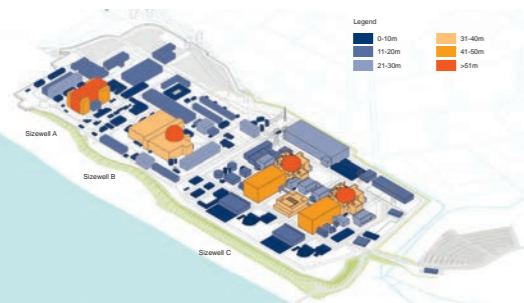 Legend
0-10m
11-20m
21-30m
31-40m
41-50m
>51m
Sizewell A
Sizewell B
Sizewell C